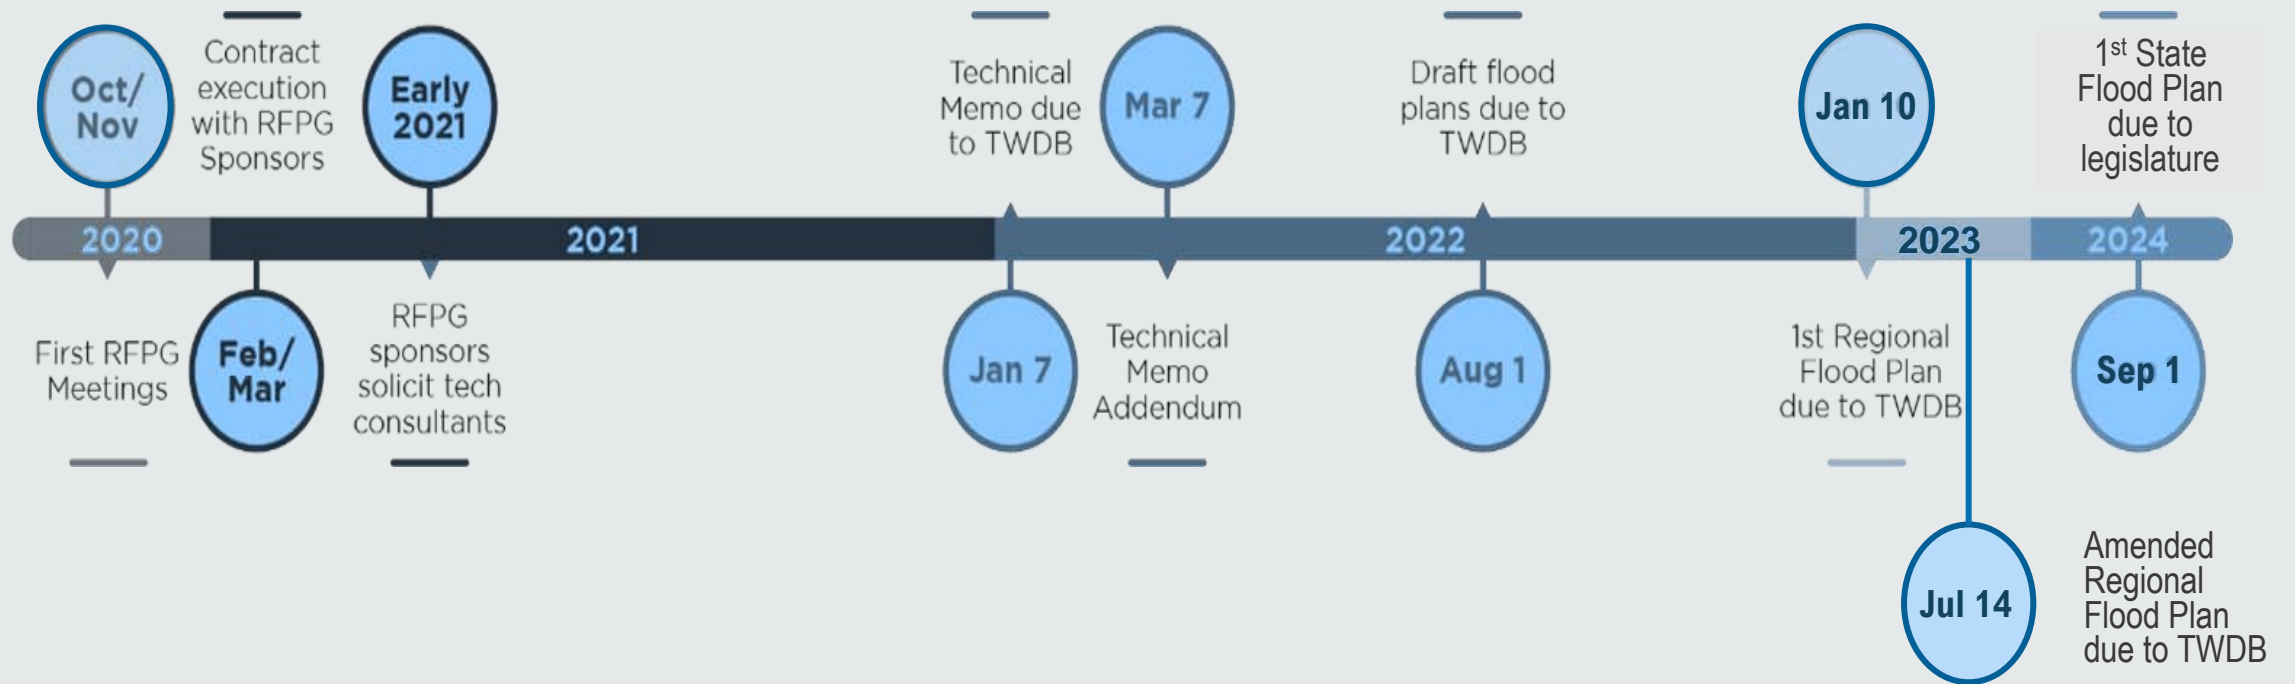 Oct/
Nov
Contract
execution
with RFPG
Sponsors
Early
2021
Technical
Memo due
to TWDB
Mar 7
Draft flood
plans due to
TWDB
Jan 10
1st State
Flood Plan
due to
legislature
2020
2021
2022
2023
2024
First RFPG
Meetings
Feb/
Mar
RFPG
sponsors
solicit tech
consultants
Jan 7
Technical
Memo
Addendum
Aug 1
1st Regional
Flood Plan
due to TWDB
Sep 1
Jul 14
Amended
Regional
Flood Plan
due to TWDB